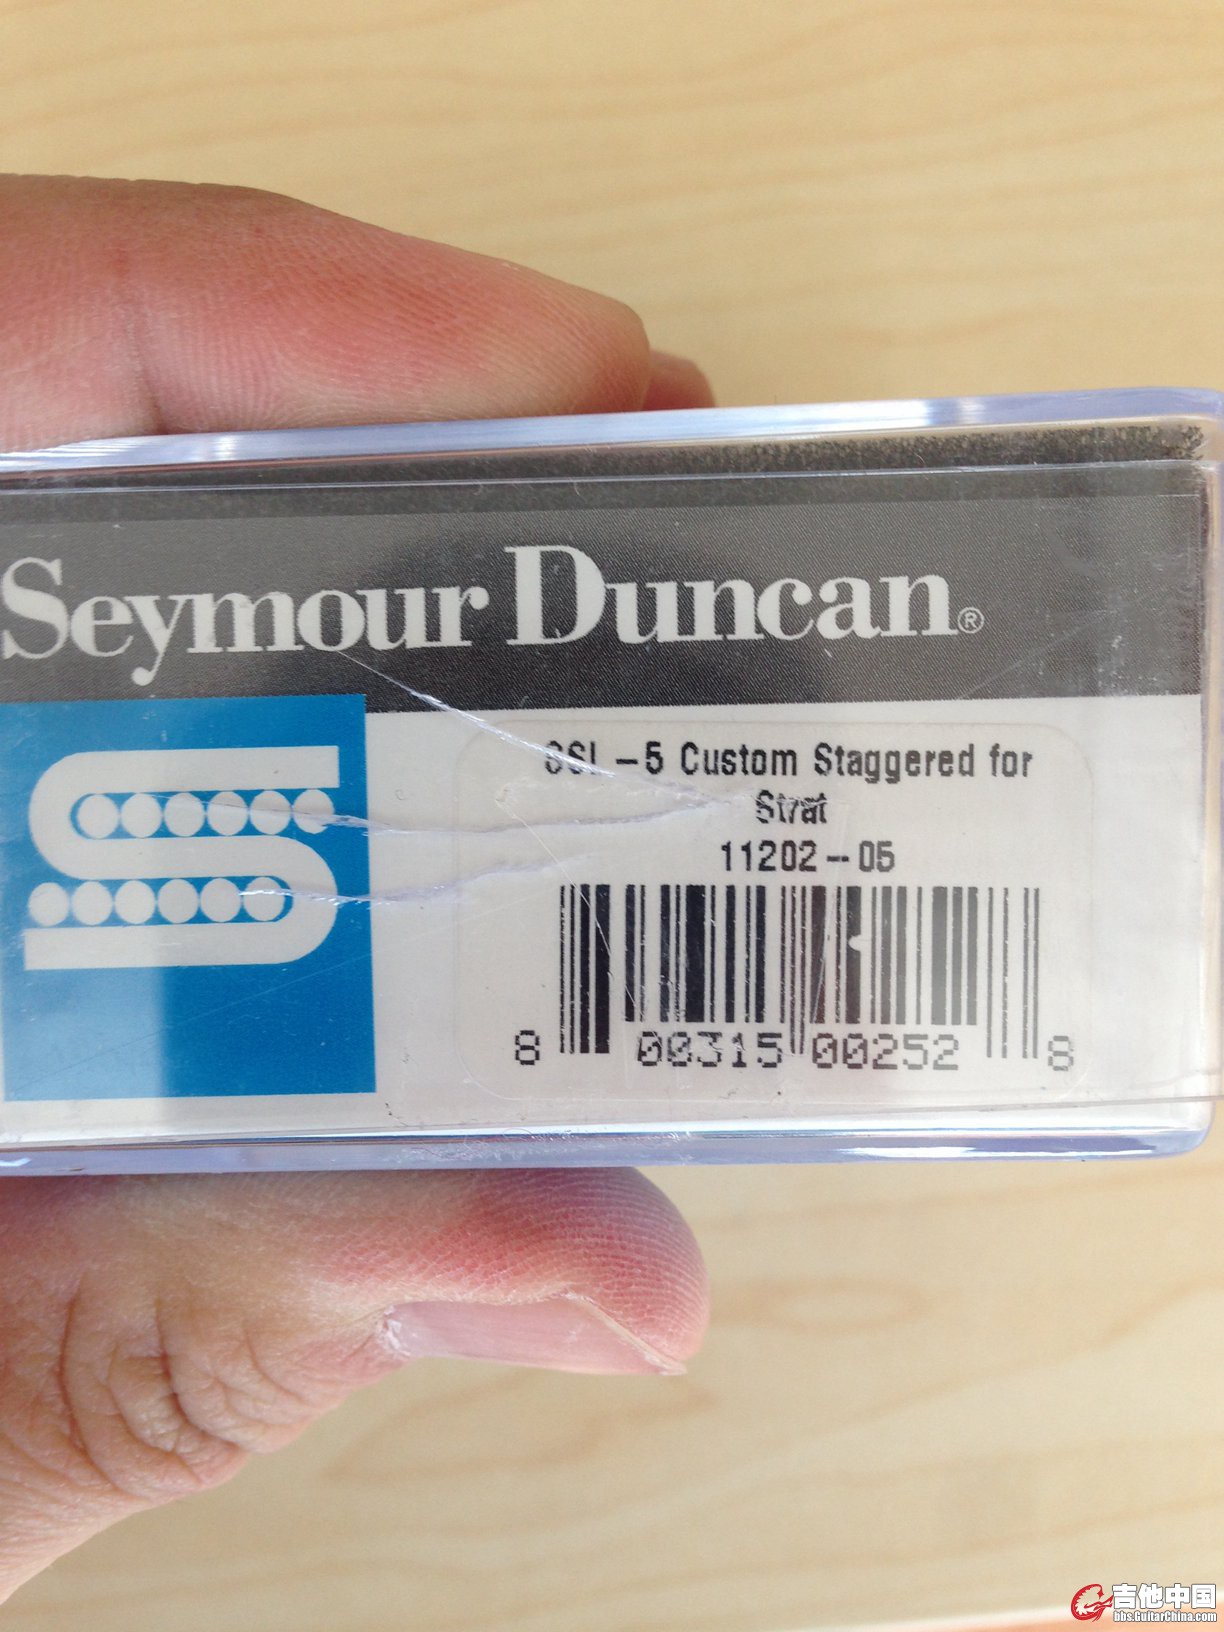 Seymour Duncan®
SSL-5 Custom Staggered for
Strat
11202-05
8 00315 00252 8
吉他中国
bbs.GuitarChina.com